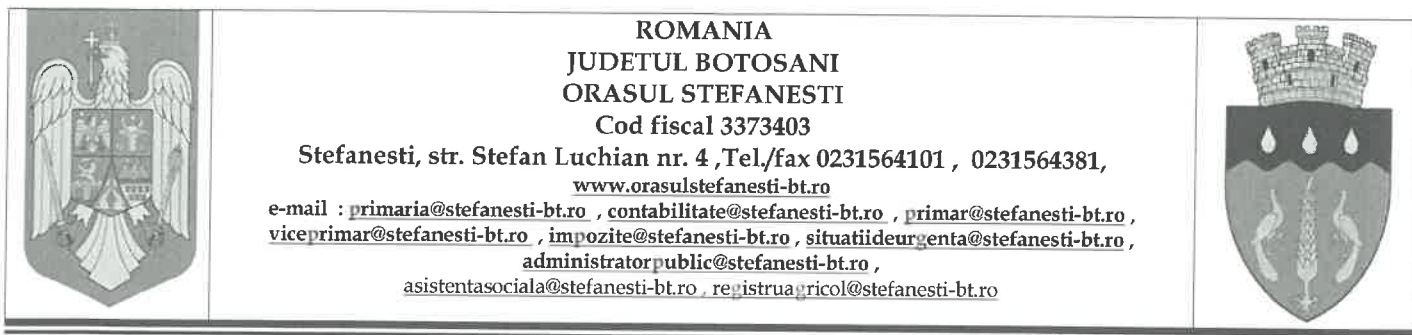 ROMANIA
JUDETUL BOTOSANI
ORASUL STEFANESTI
Cod fiscal 3373403
Stefanesti, str. Stefan Luchian nr. 4 ,Tel./fax 0231564101 , 0231564381,
www.orasulstefanesti-bt.ro
e-mail : primaria@stefanesti-bt.ro , contabilitate@stefanesti-bt.ro , primar@stefanesti-bt.ro ,
viceprimar@stefanesti-bt.ro , impozite@stefanesti-bt.ro , situatiideurgenta@stefanesti-bt.ro ,
administratorpublic@stefanesti-bt.ro ,
asistentasociala@stefanesti-bt.ro , registruagricol@stefanesti-bt.ro